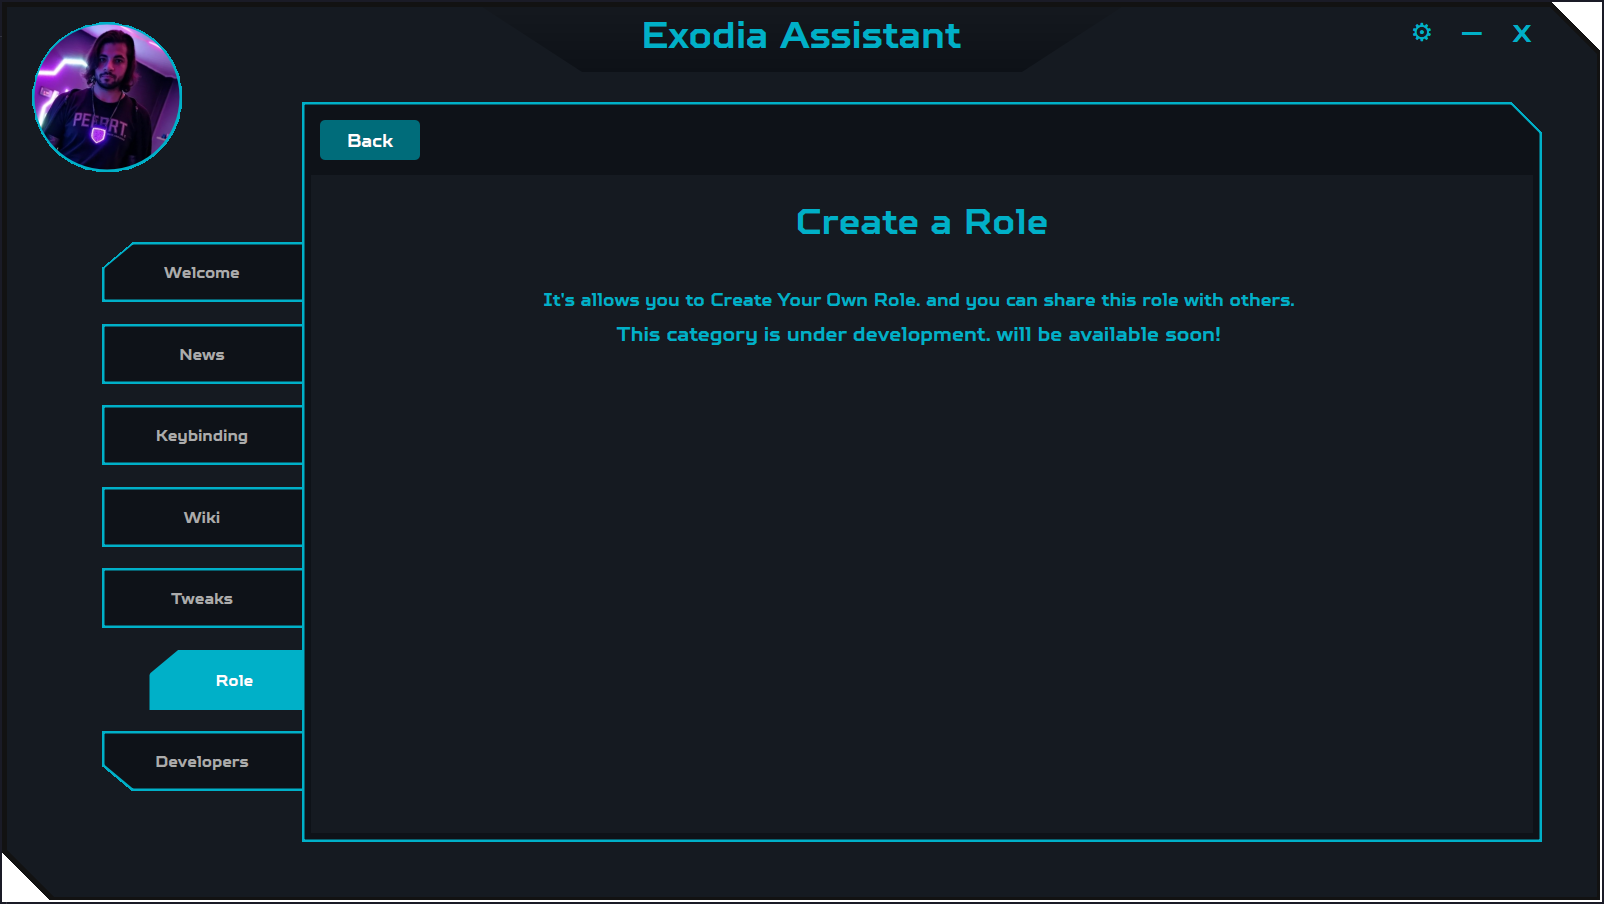 Exodia Assistant
X
PEEPRT.
Back
Create a Role
It's allows you to Create Your Own Role. and you can share this role with others.
This category is under development. will be available soon!
Welcome
News
Keybinding
Wiki
Tweaks
Role
Developers